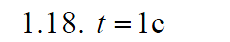 1.18. t = 1c